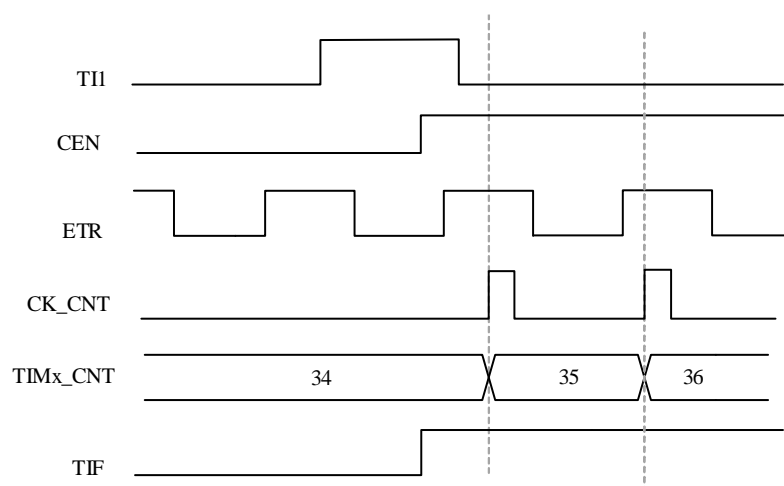 TI1
CEN
ETR
CK_CNT
TIMx_CNT 34 35 36
TIF